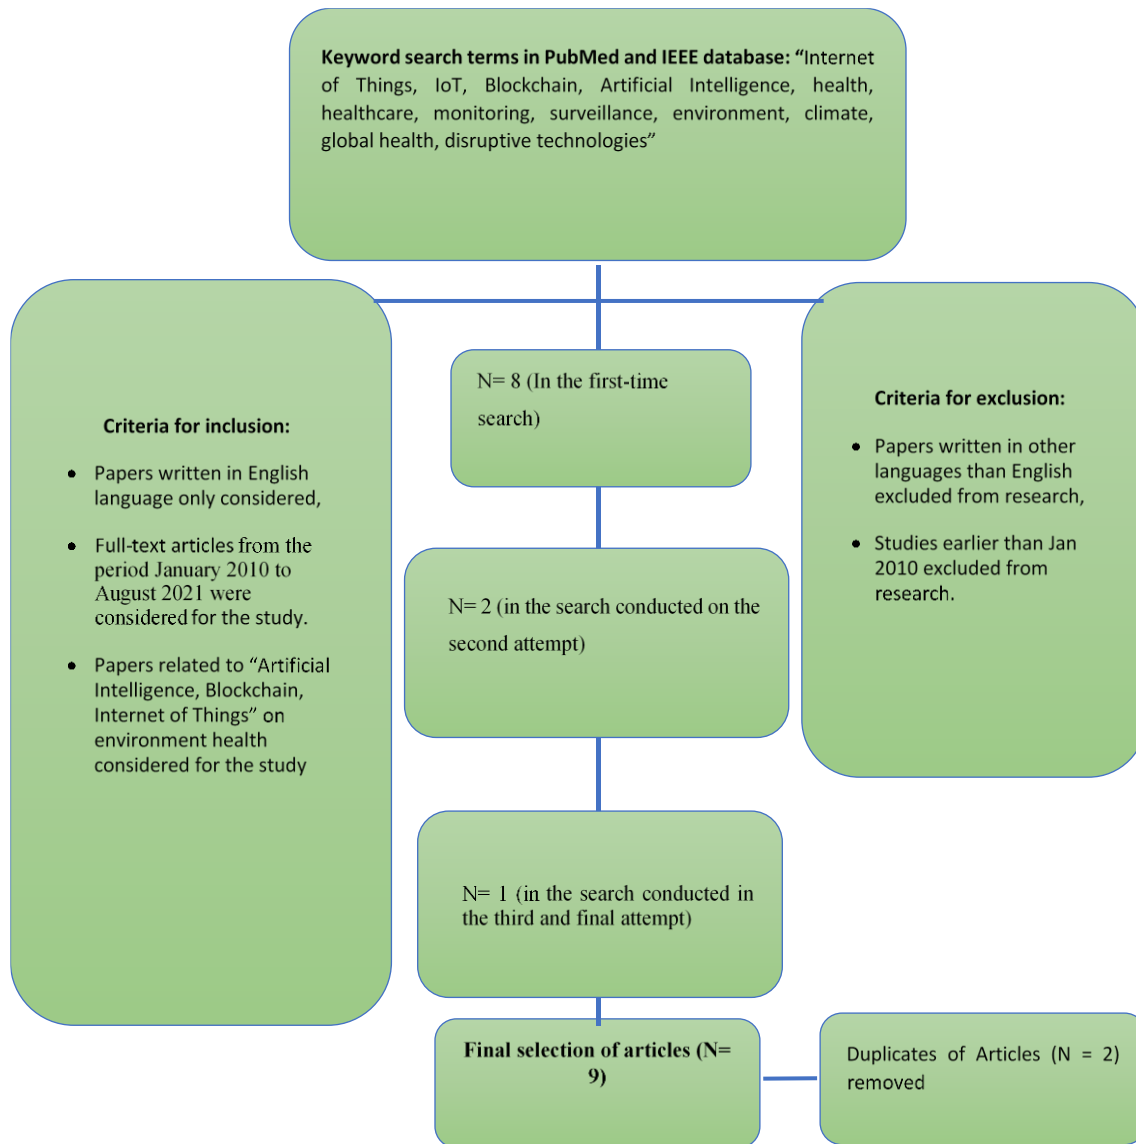 Keyword search terms in PubMed and IEEE database: “Internet
of Things, IoT, Blockchain, Artificial Intelligence, health,
healthcare, monitoring, surveillance, environment, climate,
global health, disruptive technologies”
Criteria for inclusion:
• Papers written in English
language only considered,
• Full-text articles from the
period January 2010 to
August 2021 were
considered for the study.
• Papers related to “Artificial
Intelligence, Blockchain,
Internet of Things” on
environment health
considered for the study
N= 8 (In the first-time
search)
N= 2 (in the search conducted on the
second attempt)
N= 1 (in the search conducted in
the third and final attempt)
Final selection of articles (N=
9)
Criteria for exclusion:
• Papers written in other
languages than English
excluded from research,
• Studies earlier than Jan
2010 excluded from
research.
Duplicates of Articles (N = 2)
removed